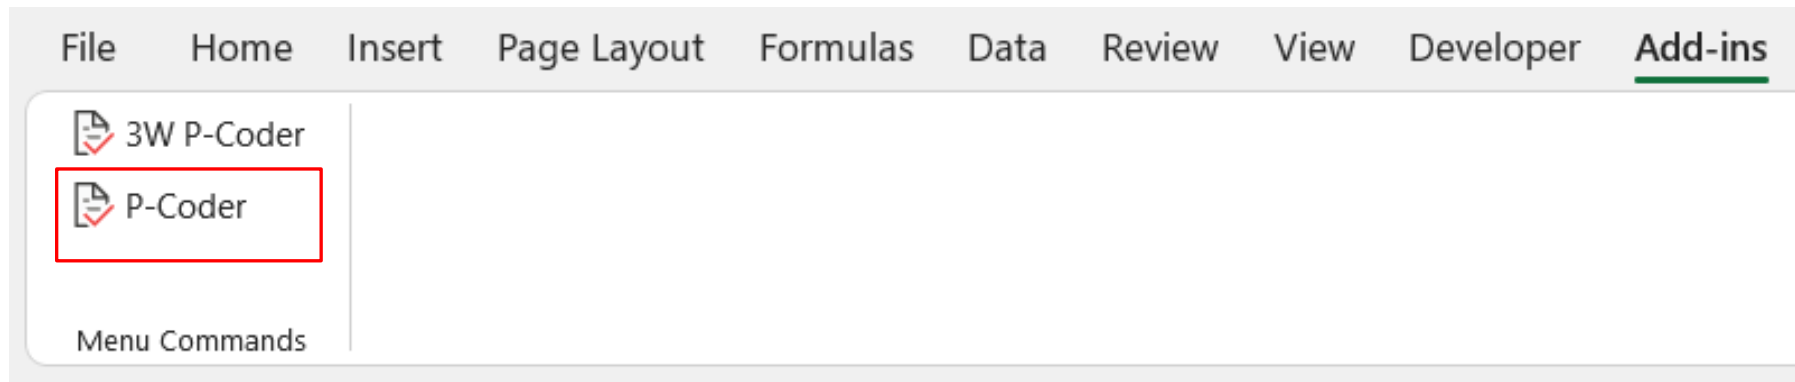 File Home Insert Page Layout Formulas Data Review View Developer Add-ins
3W P-Coder
P-Coder
Menu Commands